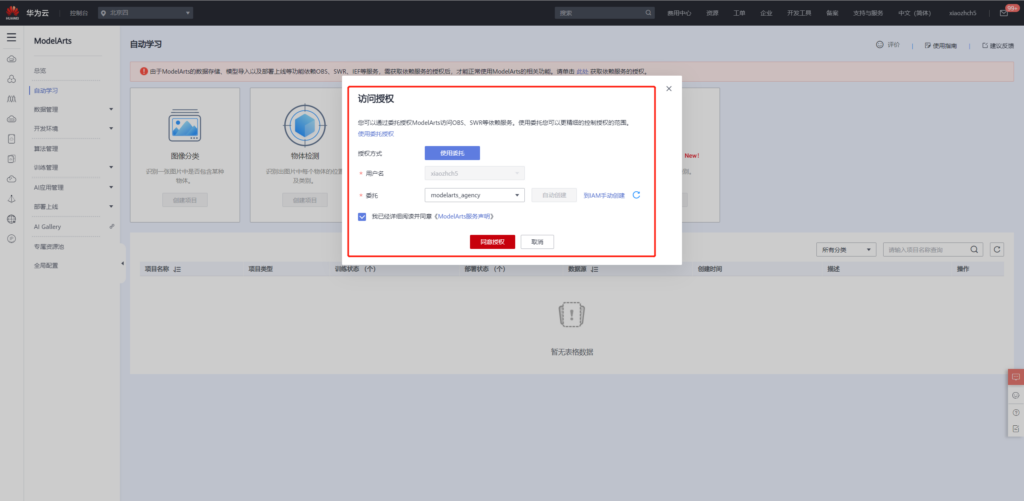 华为云
控制台
北京四
搜索
费用中心
资源
工单
企业
开发工具
备案
支持与服务
中文（简体）
xiaozhch5
99+
ModelArts
总览
自动学习
数据管理
开发环境
算法管理
训练管理
AI应用管理
部署上线
AI Gallery
专属资源池
全局配置
自动学习
评价
使用指南
建议反馈
由于ModelArts的数据存储、模型导入以及部署上线等功能依赖OBS、SWR、IEF等服务，需获取依赖服务的授权后，才能正常使用ModelArts的相关功能。请单击 此处 获取依赖服务的授权。
图像分类
识别一张图片中是否包含某种
物体。
创建项目
物体检测
识别出图片中每个物体的位置
及类别。
创建项目
New!
访问授权
您可以通过委托授权ModelArts访问OBS、SWR等依赖服务。使用委托您可以更精细的控制授权的范围。
使用委托授权
授权方式
使用委托
* 用户名
xiaozhch5
* 委托
modelarts_agency
自动创建
到IAM手动创建
我已经详细阅读并同意《ModelArts服务声明》
同意授权
取消
所有分类
请输入项目名称查询
项目名称
项目类型
训练状态（个）
部署状态（个）
数据源
创建时间
描述
操作
暂无表格数据